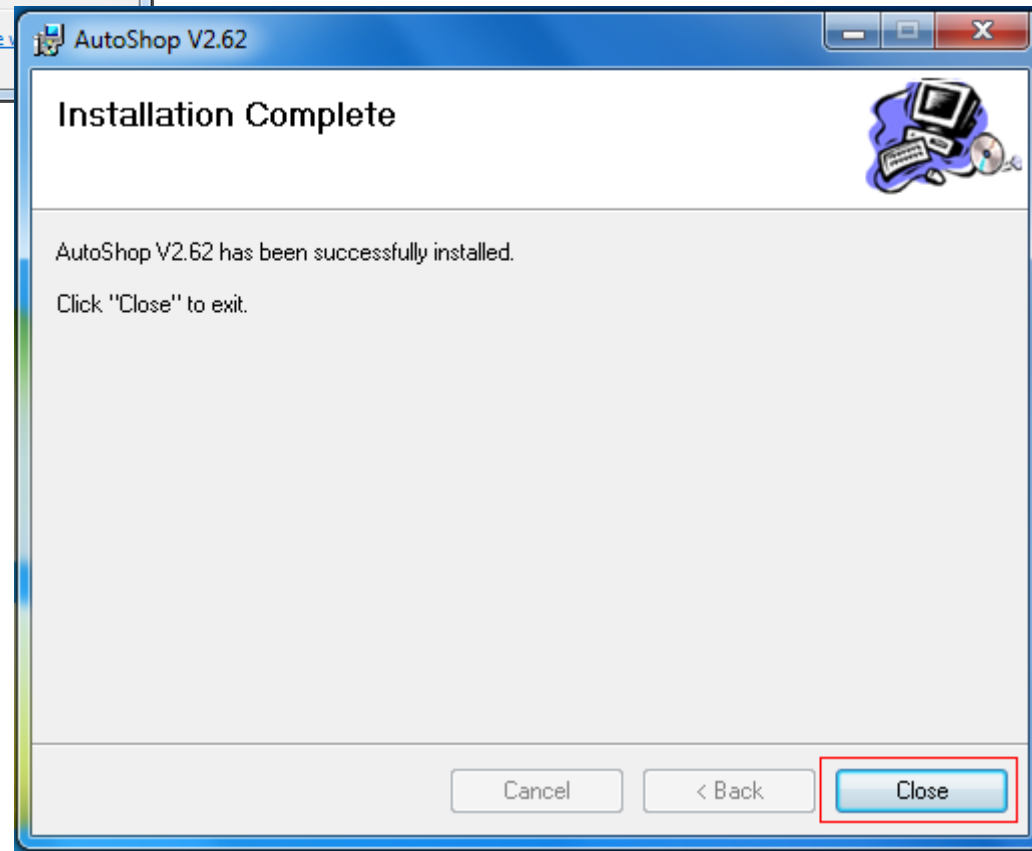 AutoShop V2.62
Installation Complete
AutoShop V2.62 has been successfully installed.
Click "Close" to exit.
Cancel
< Back
Close